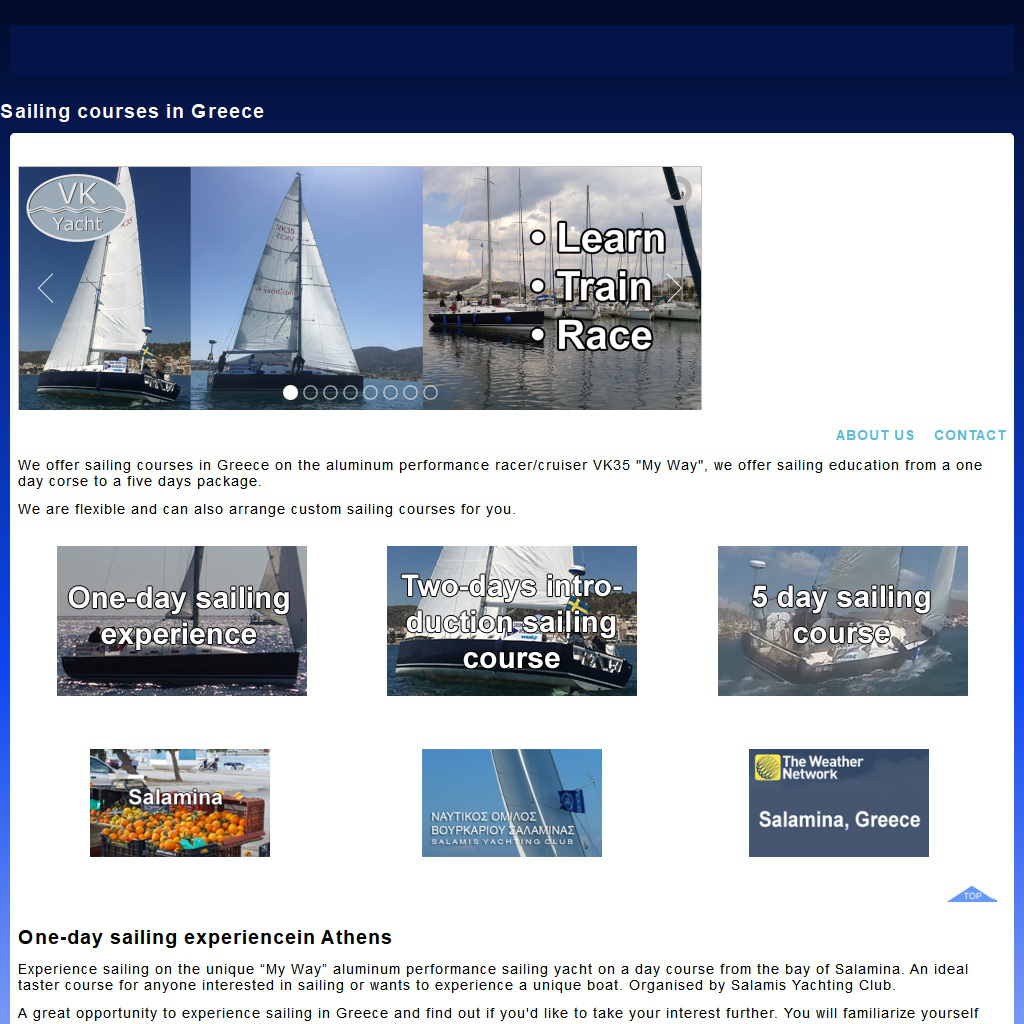 Sailing courses in Greece
VK
Yacht
• Learn
• Train
• Race
VK35
vk-yacht.com
ABOUT US CONTACT
We offer sailing courses in Greece on the aluminum performance racer/cruiser VK35 "My Way", we offer sailing education from a one
day corse to a five days package.
We are flexible and can also arrange custom sailing courses for you.
One-day sailing
experience
Two-days intro-
duction sailing
course
5 day sailing
course
Salamina
ΝΑΥΤΙΚΟΣ ΟΜΙΛΟΣ
ΒΟΥΡΚΑΡΙΟΥ ΣΑΛΑΜΙΝΑΣ
SALAMIS YACHTING CLUB
The Weather
Network
Salamina, Greece
TOP
One-day sailing experiencein Athens
Experience sailing on the unique “My Way” aluminum performance sailing yacht on a day course from the bay of Salamina. An ideal
taster course for anyone interested in sailing or wants to experience a unique boat. Organised by Salamis Yachting Club.
A great opportunity to experience sailing in Greece and find out if you'd like to take your interest further. You will familiarize yourself